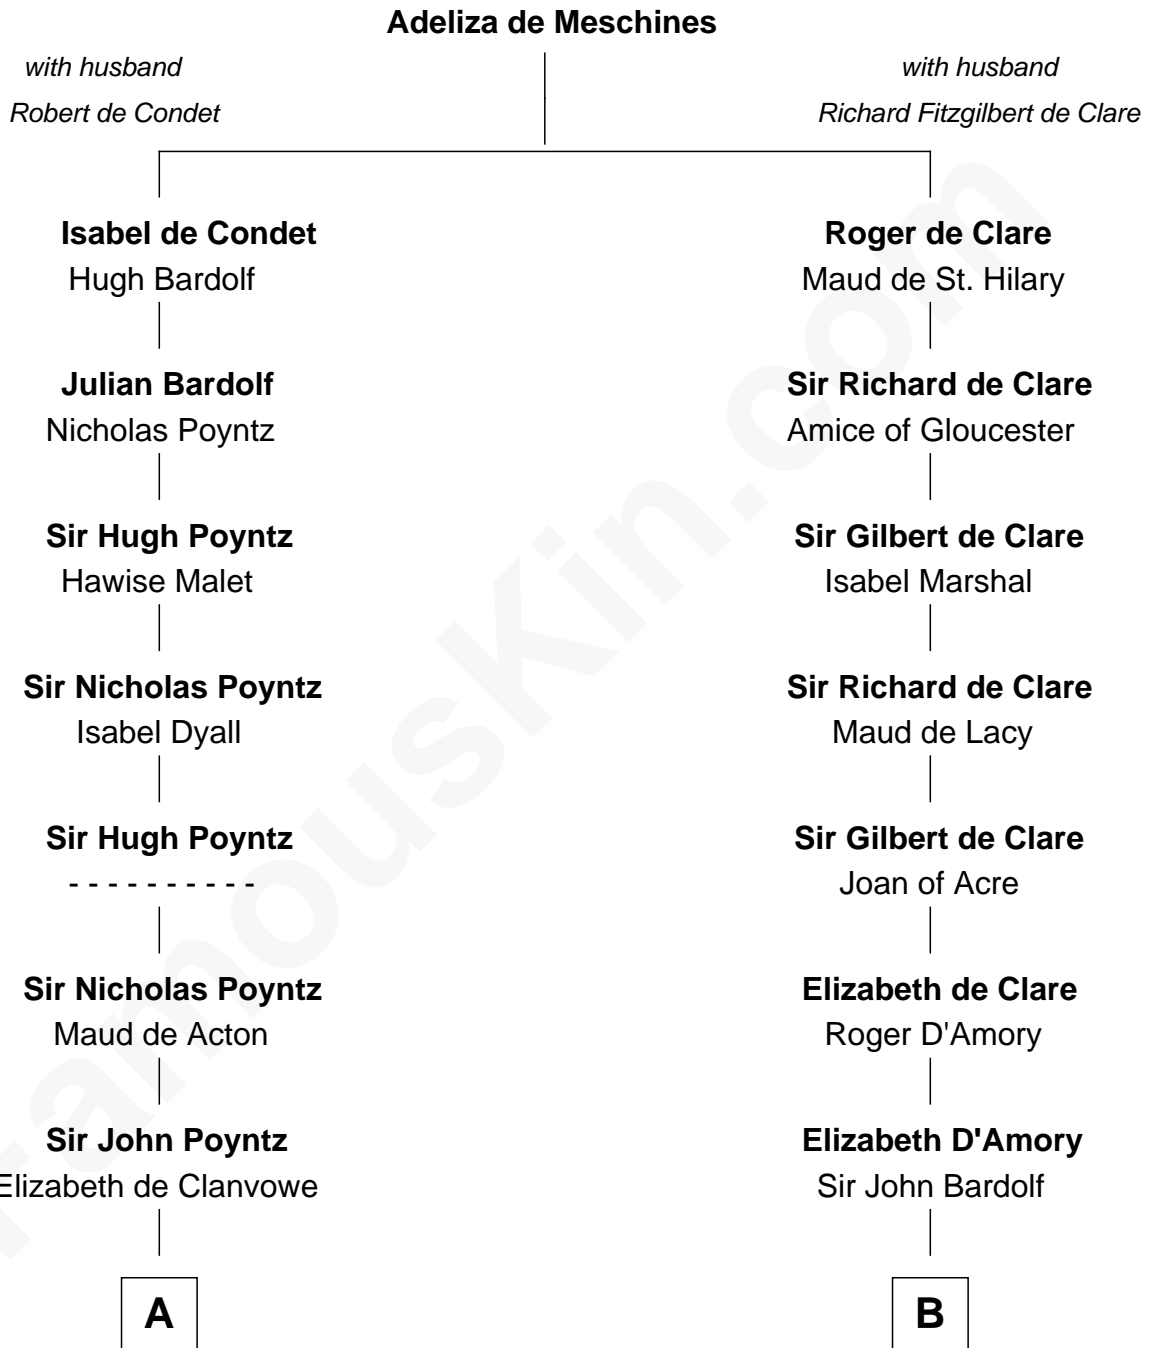 Adeliza de Meschines
with husband
Robert de Condet
with husband
Richard Fitzgilbert de Clare
Isabel de Condet
Hugh Bardolf
Roger de Clare
Maud de St. Hilary
Julian Bardolf
Nicholas Poyntz
Sir Richard de Clare
Amice of Gloucester
Sir Hugh Poyntz
Hawise Malet
Sir Gilbert de Clare
Isabel Marshal
Sir Nicholas Poyntz
Isabel Dyall
Sir Richard de Clare
Maud de Lacy
Sir Hugh Poyntz
- - - - - - - - - -
Sir Gilbert de Clare
Joan of Acre
Sir Nicholas Poyntz
Maud de Acton
Elizabeth de Clare
Roger D'Amory
Sir John Poyntz
Elizabeth de Clanvowe
Elizabeth D'Amory
Sir John Bardolf
A
B
FamousKin.com